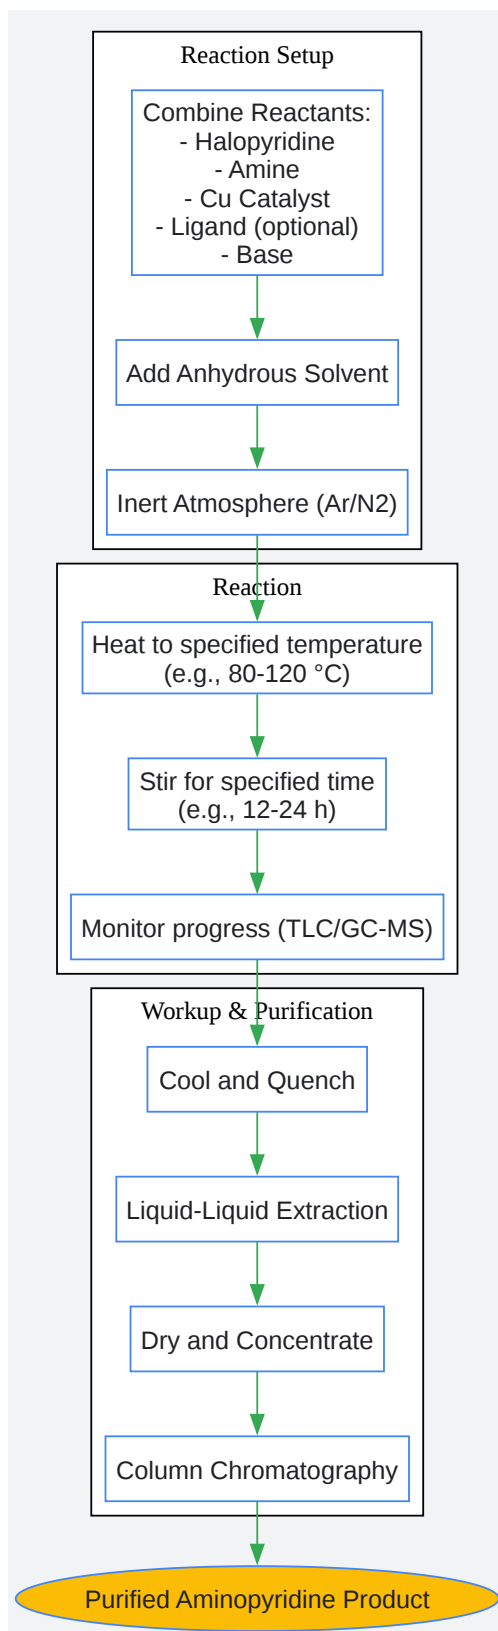 Reaction Setup
Combine Reactants:
- Halopyridine
- Amine
- Cu Catalyst
- Ligand (optional)
- Base
Add Anhydrous Solvent
Inert Atmosphere (Ar/N2)
Reaction
Heat to specified temperature
(e.g., 80-120 °C)
Stir for specified time
(e.g., 12-24 h)
Monitor progress (TLC/GC-MS)
Workup & Purification
Cool and Quench
Liquid-Liquid Extraction
Dry and Concentrate
Column Chromatography
Purified Aminopyridine Product